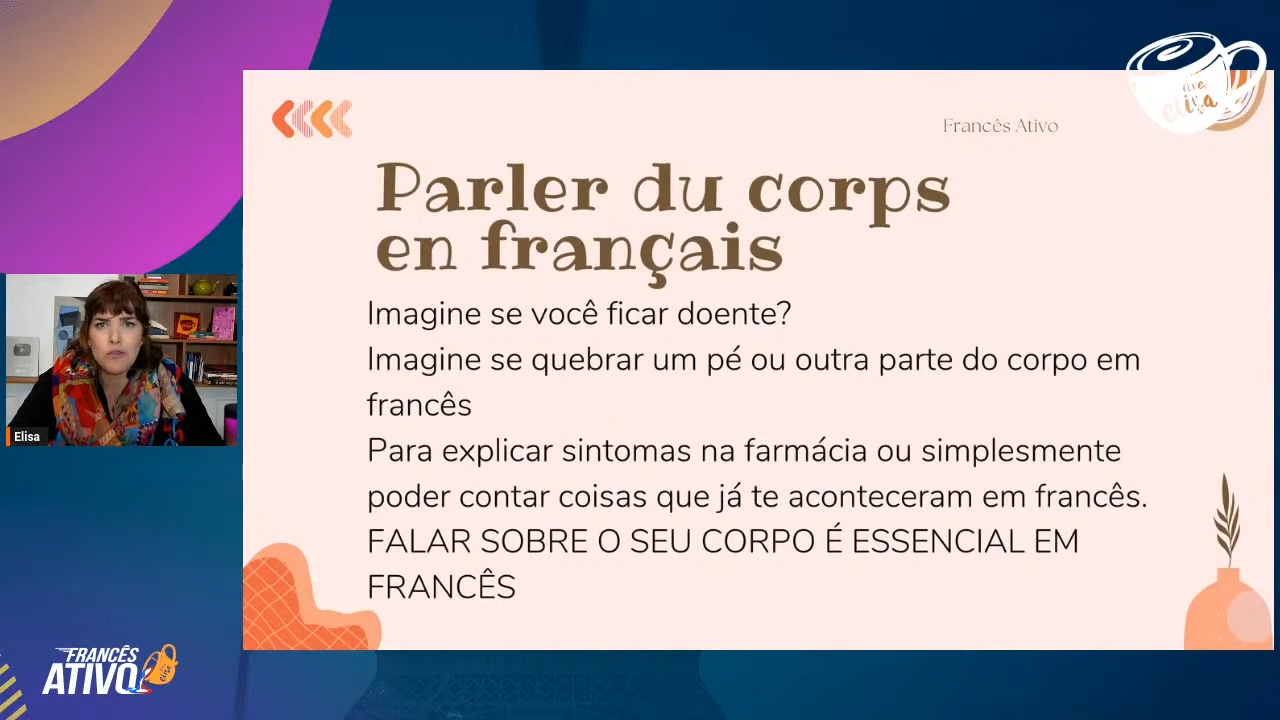 Francês Ativo
Parler du corps
en français
Imagine se você ficar doente?
Imagine se quebrar um pé ou outra parte do corpo em
francês
Para explicar sintomas na farmácia ou simplesmente
poder contar coisas que já te aconteceram em francês.
FALAR SOBRE O SEU CORPO É ESSENCIAL EM
FRANCÊS
Elisa
FRANCÊS
ATIVO
avec
elisa